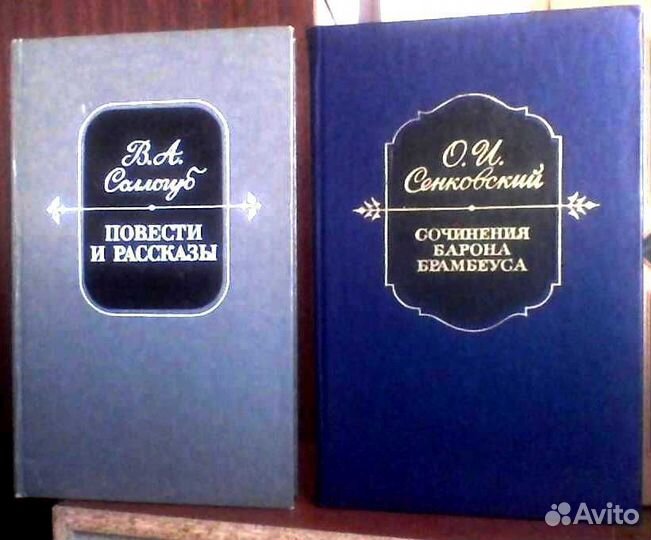 В.А.
Соллогуб
ПОВЕСТИ
И РАССКАЗЫ
О.И.
Сенковский
СОЧИНЕНИЯ
БАРОНА
БРАМБЕУСА
Avito